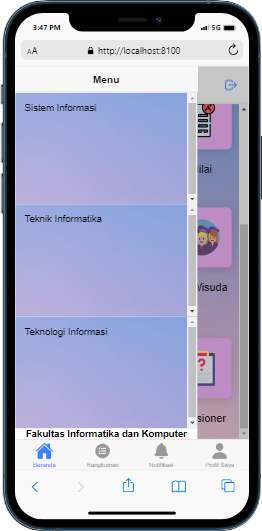 3:47 PM
5G
AA
http://localhost:8100
Menu
Sistem Informasi
ilai
Teknik Informatika
Wisuda
Teknologi Informasi
sioner
Fakultas Informatika dan Komputer
Beranda
Rangkuman
Notifikasi
Profil Saya